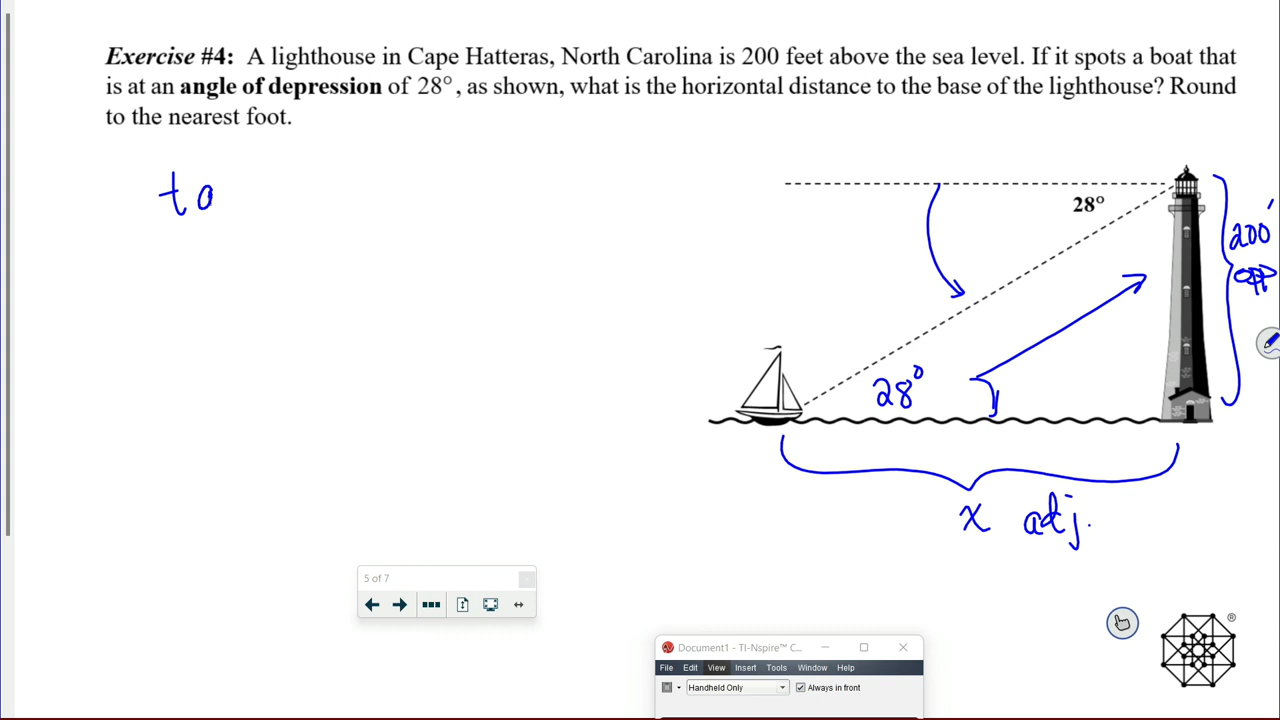 Exercise #4: A lighthouse in Cape Hatteras, North Carolina is 200 feet above the sea level. If it spots a boat that
is at an angle of depression of 28°, as shown, what is the horizontal distance to the base of the lighthouse? Round
to the nearest foot.
ta
28°
200'
opp
28°
x adj.
5 of 7
Document1 - TI-Nspire™ C...
File Edit View Insert Tools Window Help
Handheld Only
Always in front
®